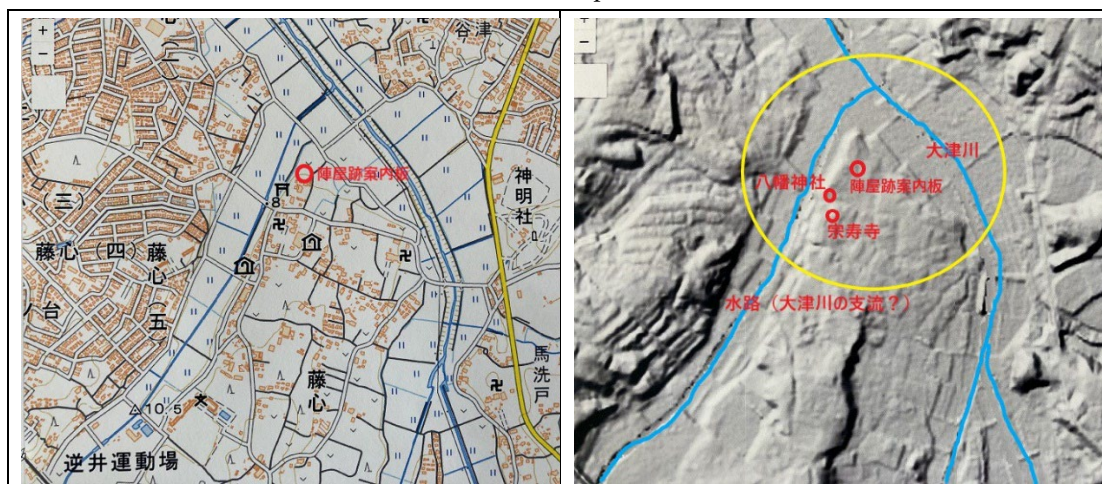 +
−
谷津
陣屋跡案内板
神明社
8
(三)
藤心(四)
藤心(五)
台
藤心
馬洗戸
10.5
逆井運動場
−
大津川
八幡神社
陣屋跡案内板
宗寿寺
水路(大津川の支流?)